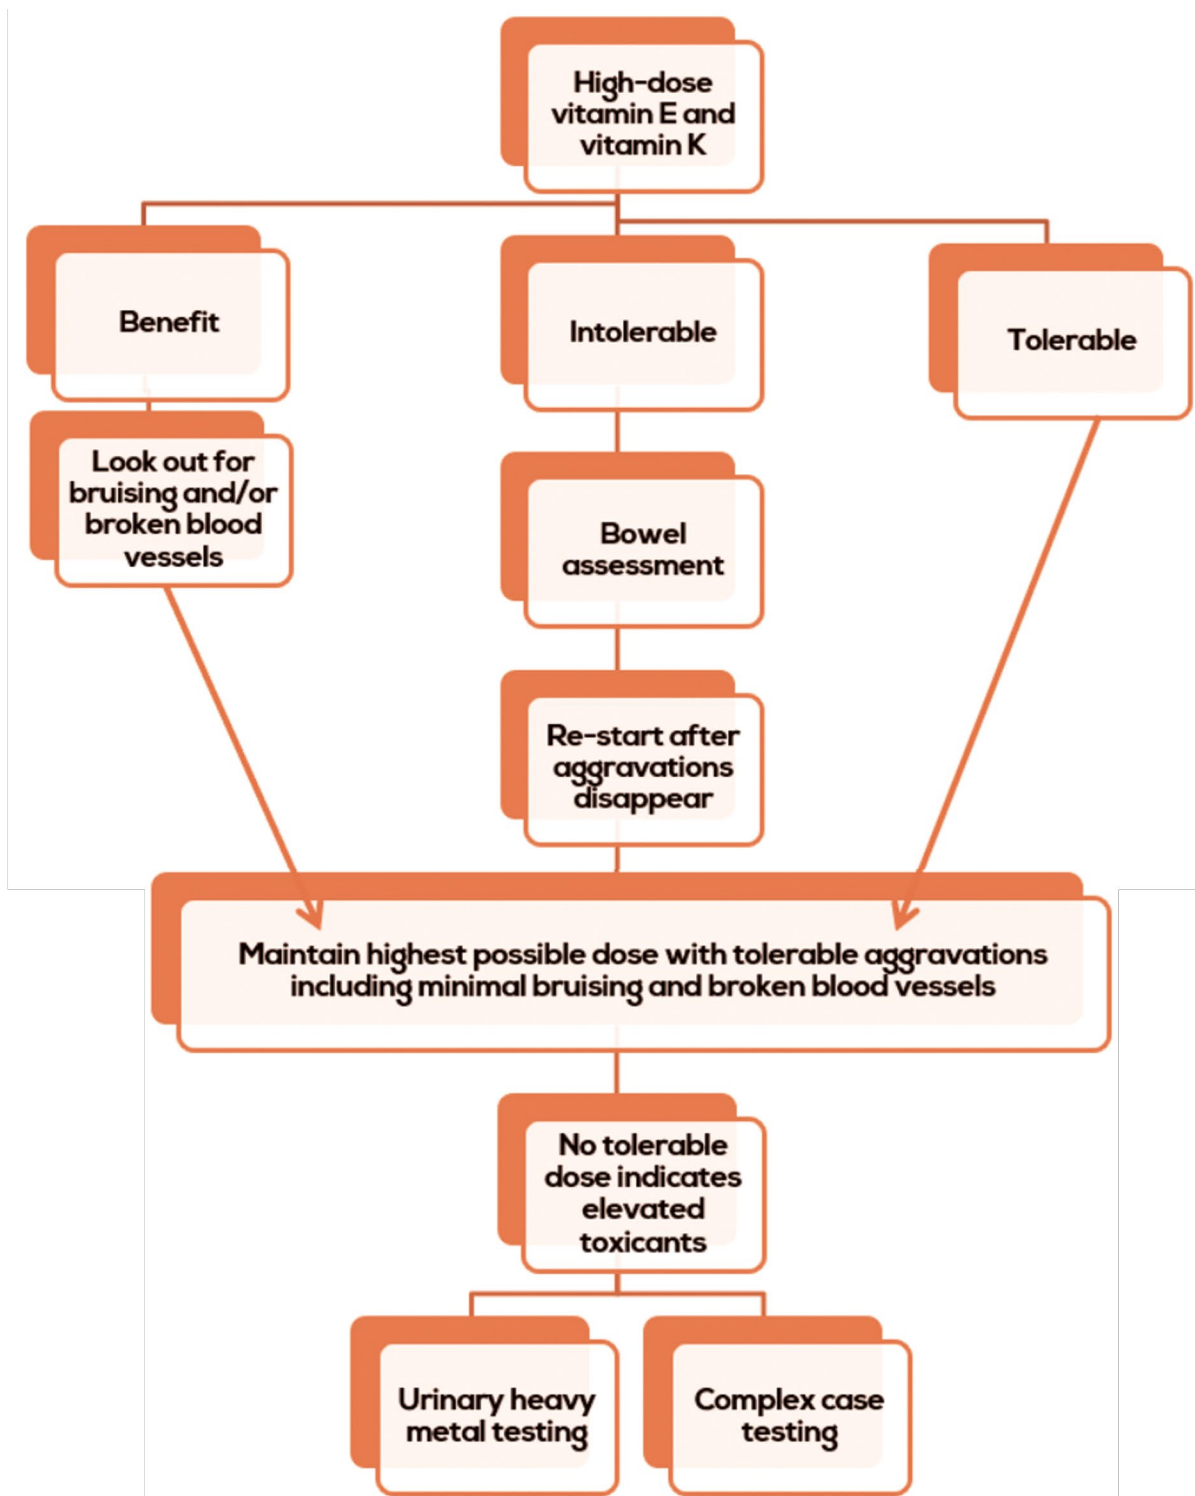 High-dose
vitamin E and
vitamin K
Benefit
Intolerable
Tolerable
Look out for
bruising and/or
broken blood
vessels
Bowel
assessment
Re-start after
aggravations
disappear
Maintain highest possible dose with tolerable aggravations
including minimal bruising and broken blood vessels
No tolerable
dose indicates
elevated
toxicants
Urinary heavy
metal testing
Complex case
testing